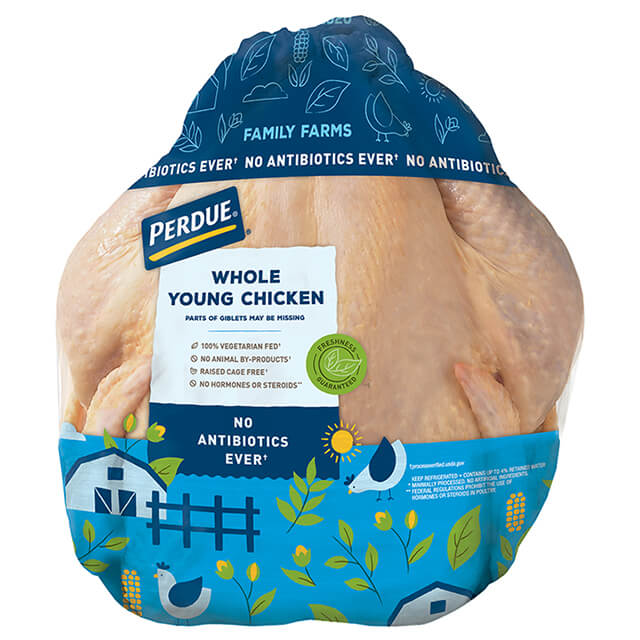 2020
FAMILY FARMS
IBIOTICS EVER† NO ANTIBIOTICS EVER† NO ANTIBIOTIC
PERDUE®
WHOLE
YOUNG CHICKEN
PARTS OF GIBLETS MAY BE MISSING
100% VEGETARIAN FED†
NO ANIMAL BY-PRODUCTS†
RAISED CAGE FREE†
NO HORMONES OR STEROIDS**
FRESHNESS
GUARANTEED
NO
ANTIBIOTICS
EVER†
†processverified.usda.gov
KEEP REFRIGERATED • CONTAINS UP TO 4% RETAINED WATER
* MINIMALLY PROCESSED. NO ARTIFICIAL INGREDIENTS.
** FEDERAL REGULATIONS PROHIBIT THE USE OF
HORMONES OR STEROIDS IN POULTRY.